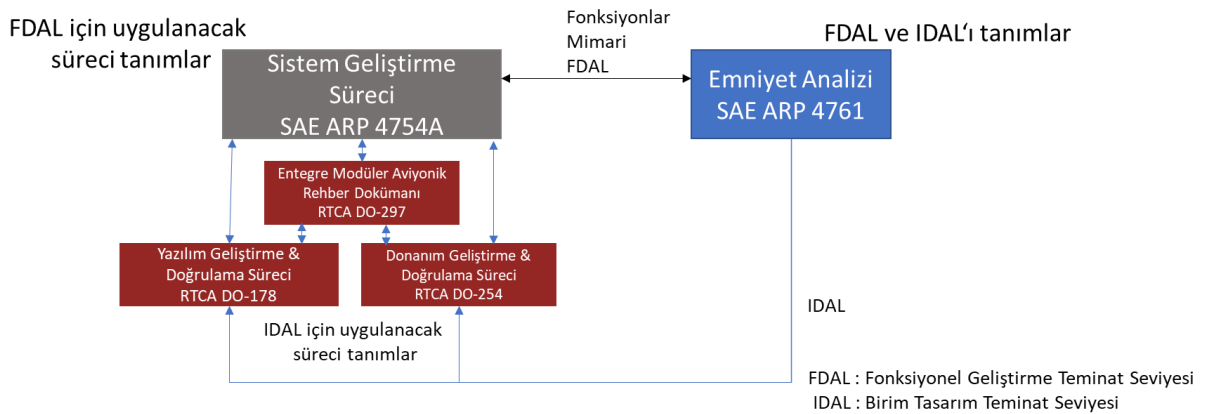 FDAL için uygulanacak
süreci tanımlar
Sistem Geliştirme
Süreci
SAE ARP 4754A
Fonksiyonlar
Mimari
FDAL
FDAL ve IDAL‘ı tanımlar
Emniyet Analizi
SAE ARP 4761
Entegre Modüler Aviyonik
Rehber Dokümanı
RTCA DO-297
Yazılım Geliştirme &
Doğrulama Süreci
RTCA DO-178
Donanım Geliştirme &
Doğrulama Süreci
RTCA DO-254
IDAL için uygulanacak
süreci tanımlar
IDAL
FDAL : Fonksiyonel Geliştirme Teminat Seviyesi
IDAL : Birim Tasarım Teminat Seviyesi